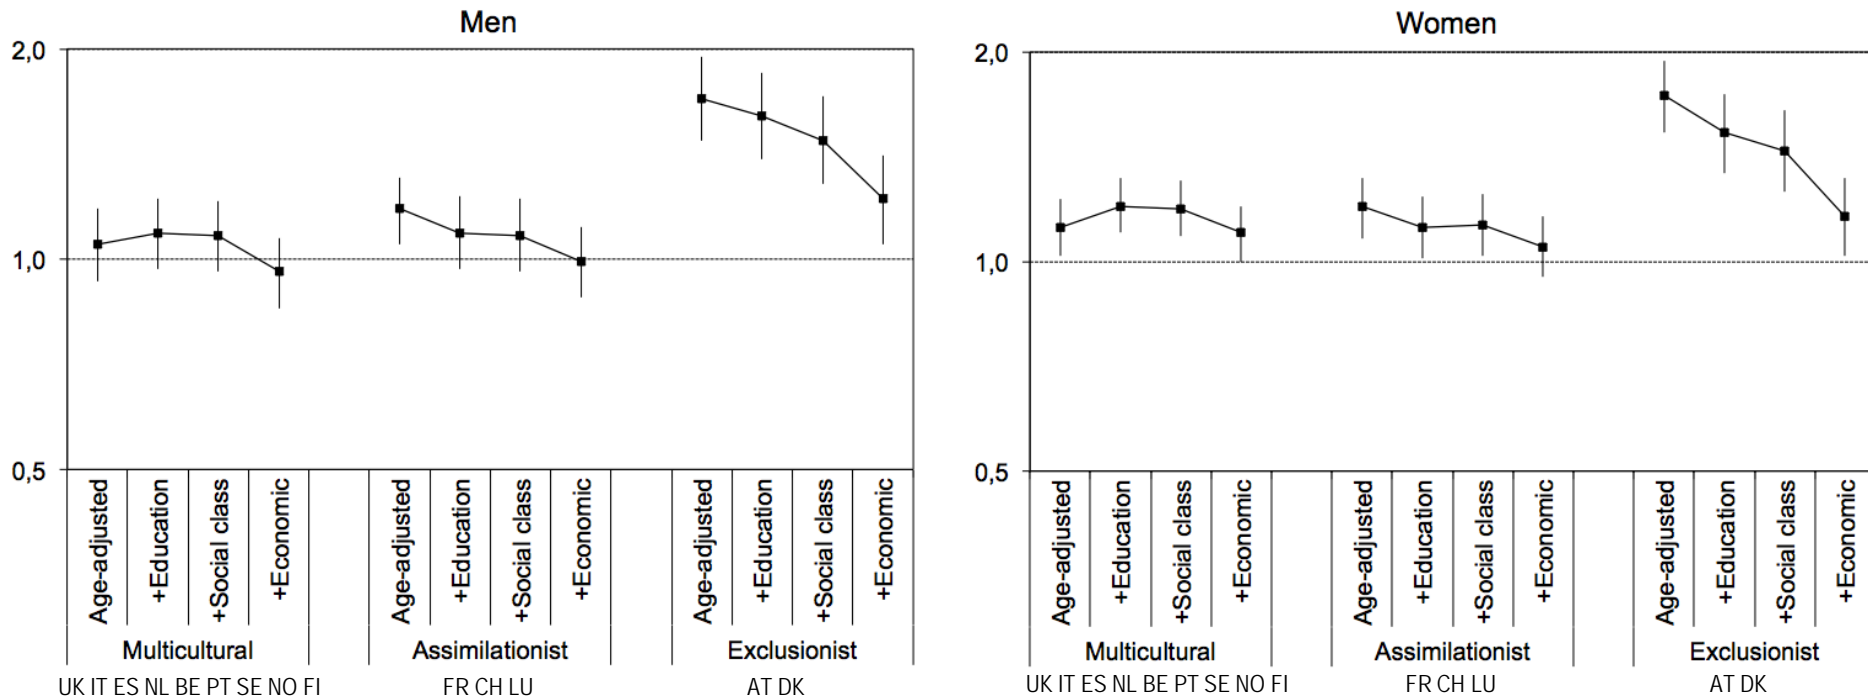 Men
2,0
1,0
0,5
Age-adjusted
+Education
+Social class
+Economic
Age-adjusted
+Education
+Social class
+Economic
Age-adjusted
+Education
+Social class
+Economic
Multicultural
Assimilationist
Exclusionist
UK IT ES NL BE PT SE NO FI
FR CH LU
AT DK
Women
2,0
1,0
0,5
Age-adjusted
+Education
+Social class
+Economic
Age-adjusted
+Education
+Social class
+Economic
Age-adjusted
+Education
+Social class
+Economic
Multicultural
Assimilationist
Exclusionist
UK IT ES NL BE PT SE NO FI
FR CH LU
AT DK